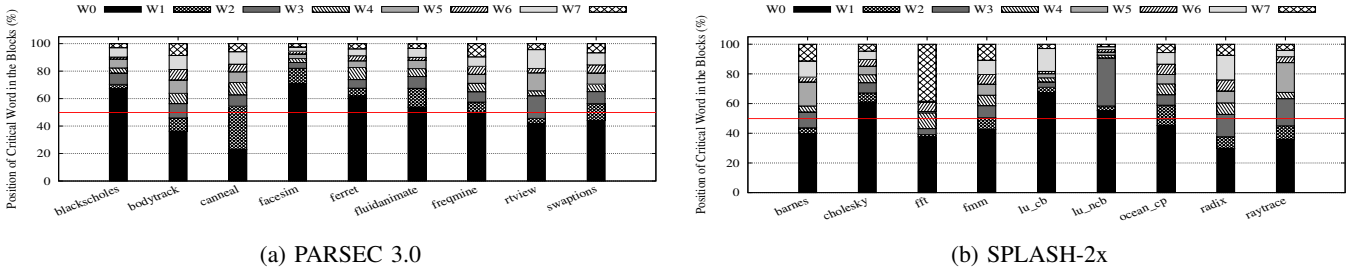 W0 W1 W2 W3 W4 W5 W6 W7
Position of Critical Word in the Blocks (%)
100
80
60
40
20
0
blackscholes bodytrack canneal facesim ferret fluidanimate freqmine rtview swaptions
(a) PARSEC 3.0
W0 W1 W2 W3 W4 W5 W6 W7
Position of Critical Word in the Blocks (%)
100
80
60
40
20
0
barnes cholesky fft fmm lu_cb lu_ncb ocean_cp radix raytrace
(b) SPLASH-2x